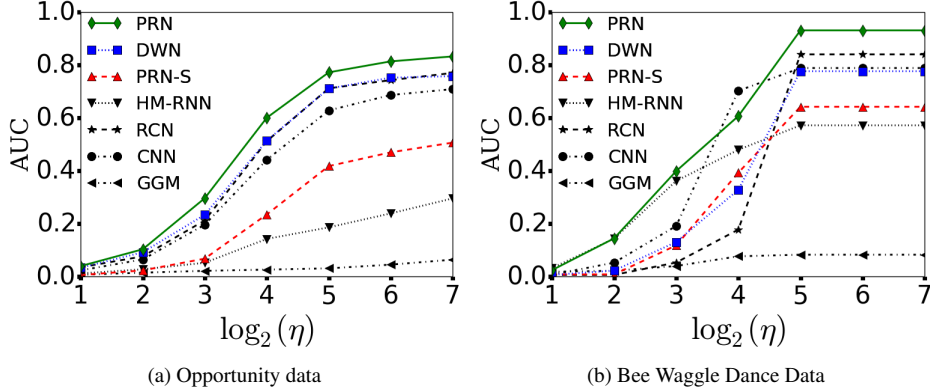 1.0
0.8
0.6
0.4
0.2
0.0
AUC
PRN
DWN
PRN-S
HM-RNN
RCN
CNN
GGM
1 2 3 4 5 6 7
log₂(η)
(a) Opportunity data
1.0
0.8
0.6
0.4
0.2
0.0
AUC
PRN
DWN
PRN-S
HM-RNN
RCN
CNN
GGM
1 2 3 4 5 6 7
log₂(η)
(b) Bee Waggle Dance Data